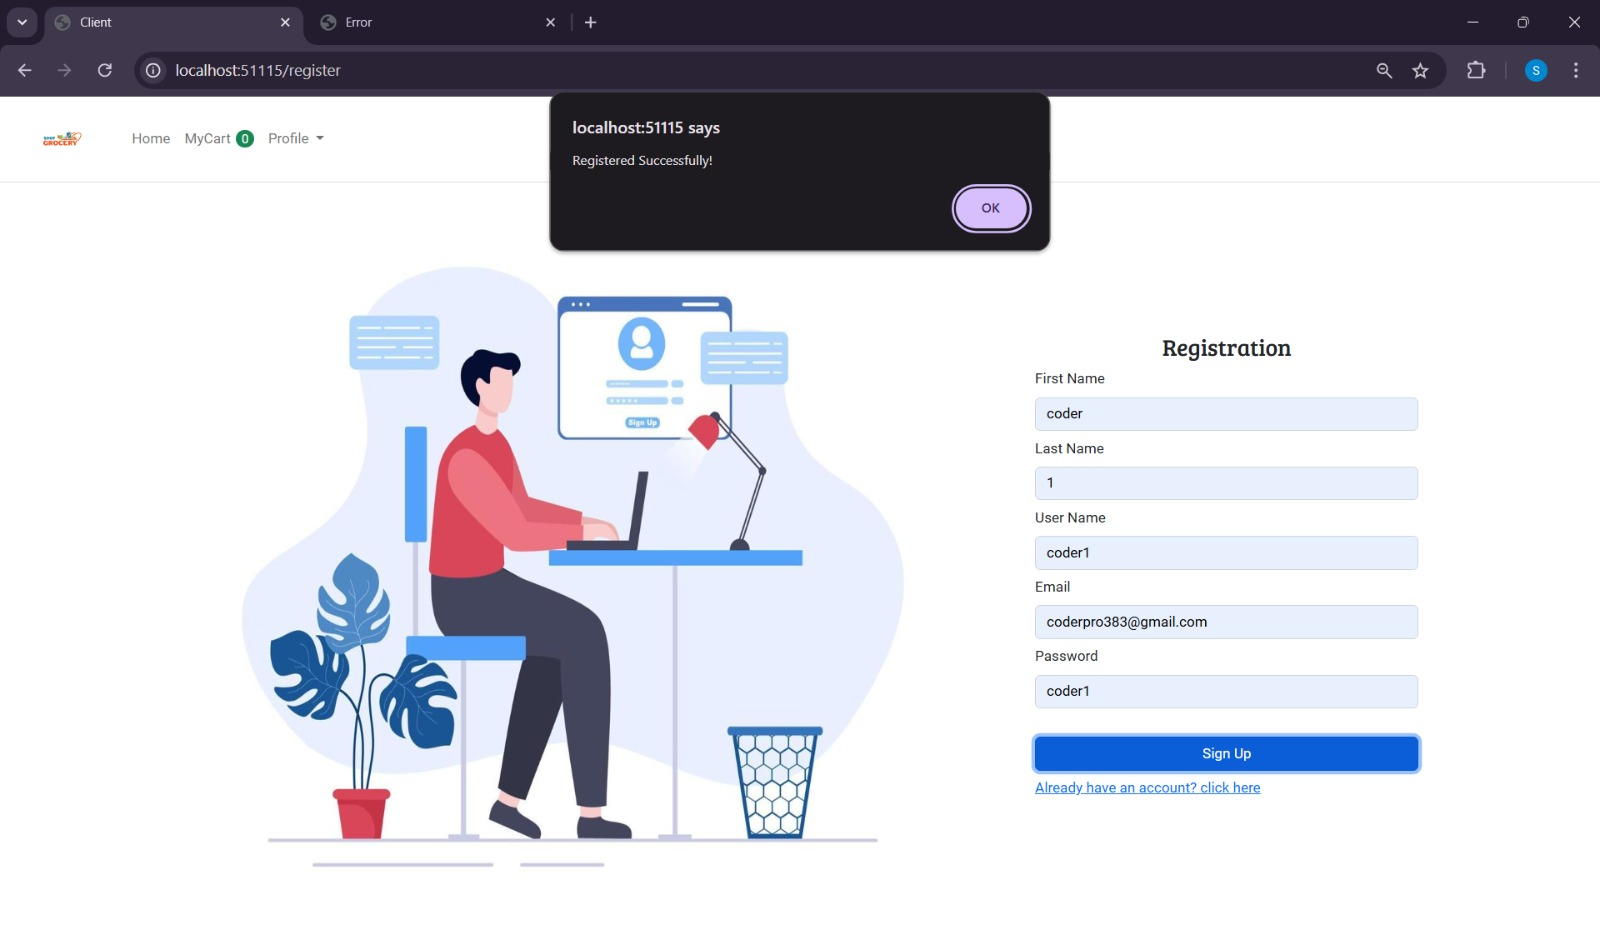 Client
Error
localhost:51115/register
S
GROCERY
Home
MyCart 0
Profile
localhost:51115 says
Registered Successfully!
OK
Sign Up
Registration
First Name
coder
Last Name
1
User Name
coder1
Email
coderpro383@gmail.com
Password
coder1
Sign Up
Already have an account? click here